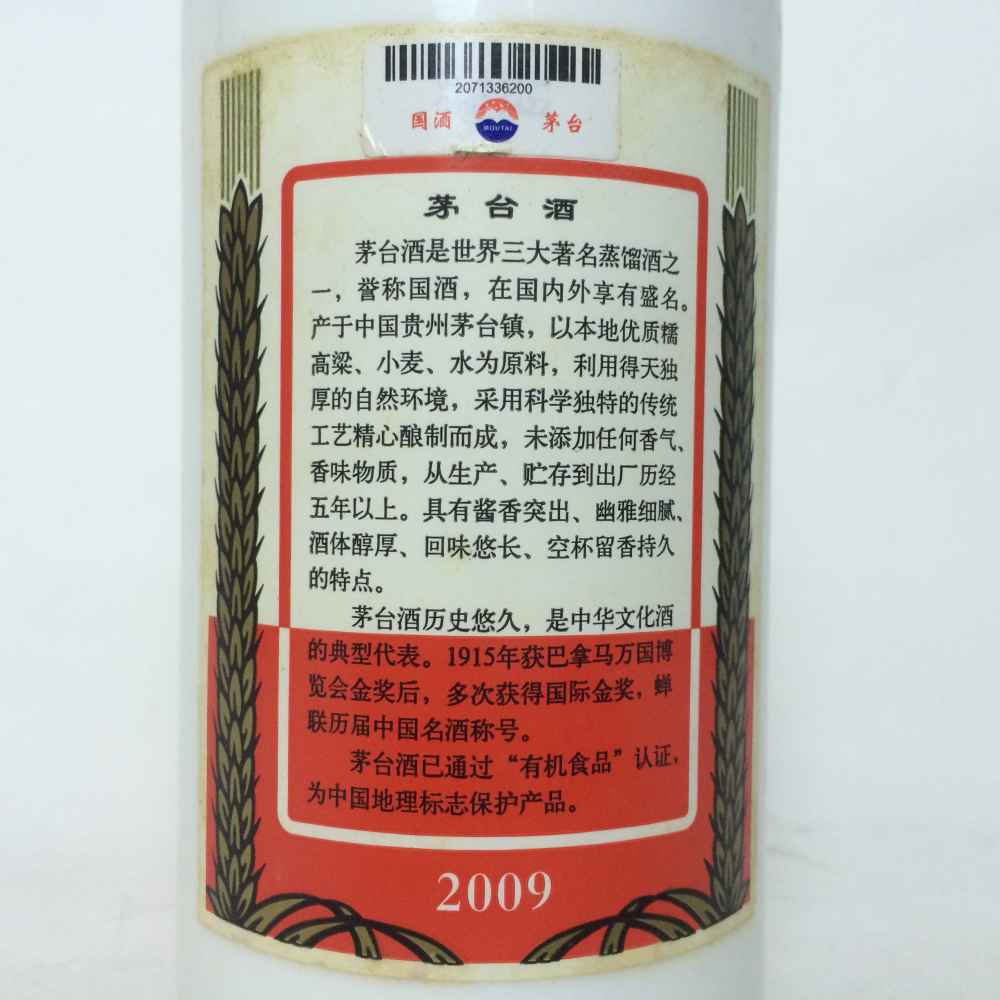 2071336200
国酒 MOUTAI 茅台
茅台酒
茅台酒是世界三大著名蒸馏酒之
一，誉称国酒，在国内外享有盛名。
产于中国贵州茅台镇，以本地优质糯
高粱、小麦、水为原料，利用得天独
厚的自然环境，采用科学独特的传统
工艺精心酿制而成，未添加任何香气、
香味物质，从生产、贮存到出厂历经
五年以上。具有酱香突出、幽雅细腻、
酒体醇厚、回味悠长、空杯留香持久
的特点。
茅台酒历史悠久，是中华文化酒
的典型代表。1915年获巴拿马万国博
览会金奖后，多次获得国际金奖，蝉
联历届中国名酒称号。
茅台酒已通过“有机食品”认证，
为中国地理标志保护产品。
2009